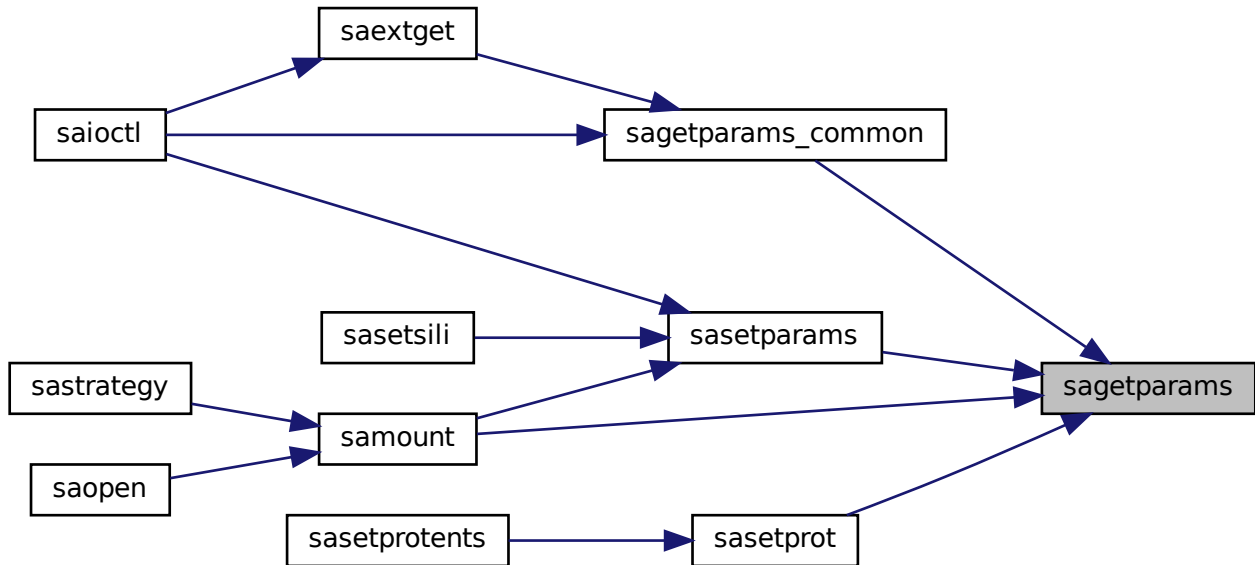 saextget
saioctl
sagetparams_common
sasetsili
sasetparams
sastrategy
sagetparams
samount
saopen
sasetprotents
sasetprot